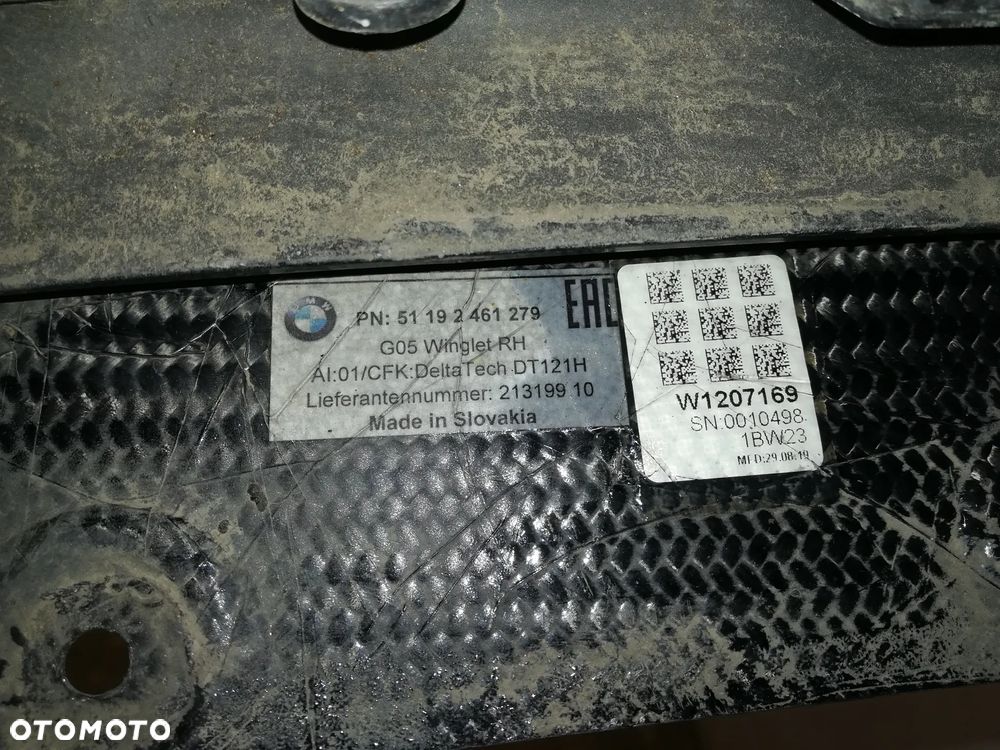 BMW
PN: 51 19 2 461 279
EAC
G05 Winglet RH
AI:01/CFK:DeltaTech DT121H
Lieferantennummer: 213199 10
Made in Slovakia
W1207169
SN:0010498
1BW23
MFD:29.08.19
OTOMOTO